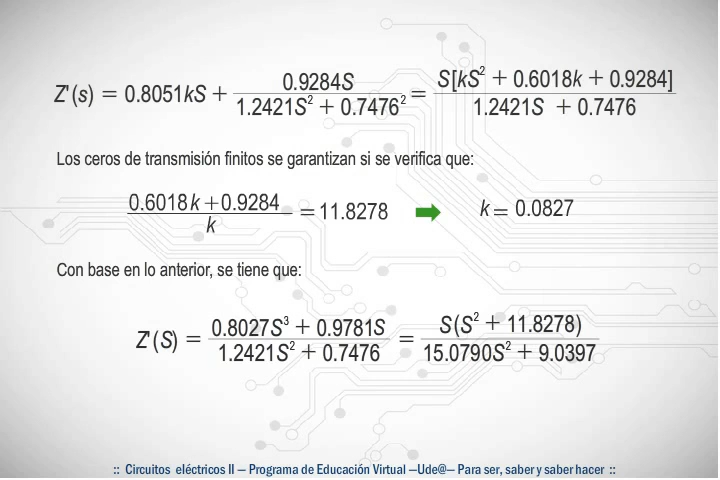 Z'(s) = 0.8051kS + 0.9284S / 1.2421S² + 0.7476² = S[kS² + 0.6018k + 0.9284] / 1.2421S + 0.7476
Los ceros de transmisión finitos se garantizan si se verifica que:
0.6018k + 0.9284 / k = 11.8278 k = 0.0827
Con base en lo anterior, se tiene que:
Z'(S) = 0.8027S³ + 0.9781S / 1.2421S² + 0.7476 = S(S² + 11.8278) / 15.0790S² + 9.0397
:: Circuitos eléctricos II – Programa de Educación Virtual –Ude@– Para ser, saber y saber hacer ::